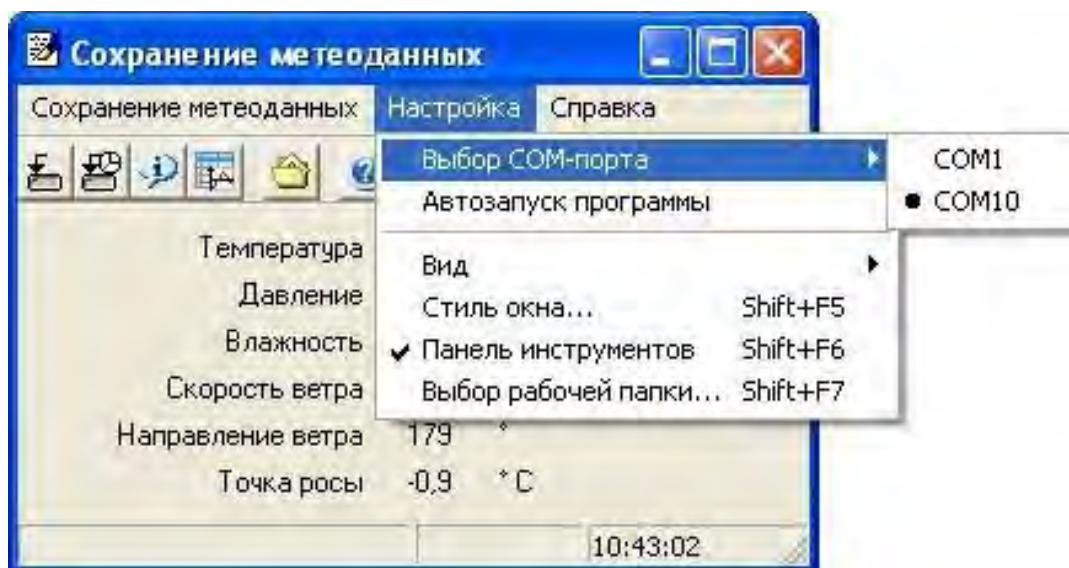 Сохранение метеоданных
Сохранение метеоданных Настройка Справка
Выбор COM-порта
COM1
Автозапуск программы
COM10
Температура
Вид
Давление
Стиль окна... Shift+F5
Влажность
Панель инструментов Shift+F6
Скорость ветра
Выбор рабочей папки... Shift+F7
Направление ветра 179 °
Точка росы -0,9 °C
10:43:02